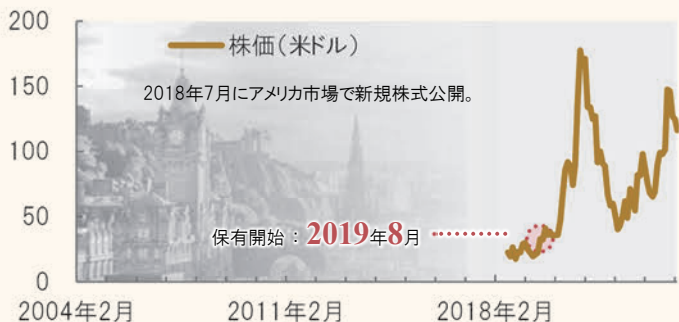 200
株価（米ドル）
150
2018年7月にアメリカ市場で新規株式公開。
100
50
保有開始：2019年8月
0
2004年2月 2011年2月 2018年2月